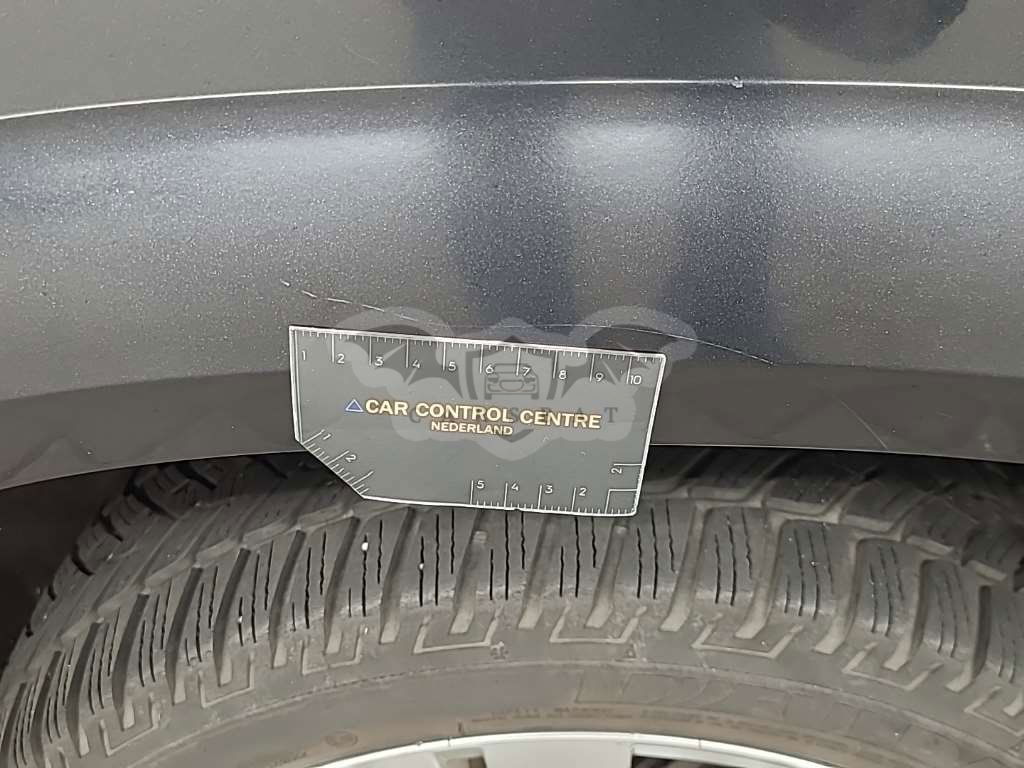 1 2 3 4 5 6 7 8 9 10
CAR CONTROL CENTRE
NEDERLAND
1 2
5 4 3 2
2